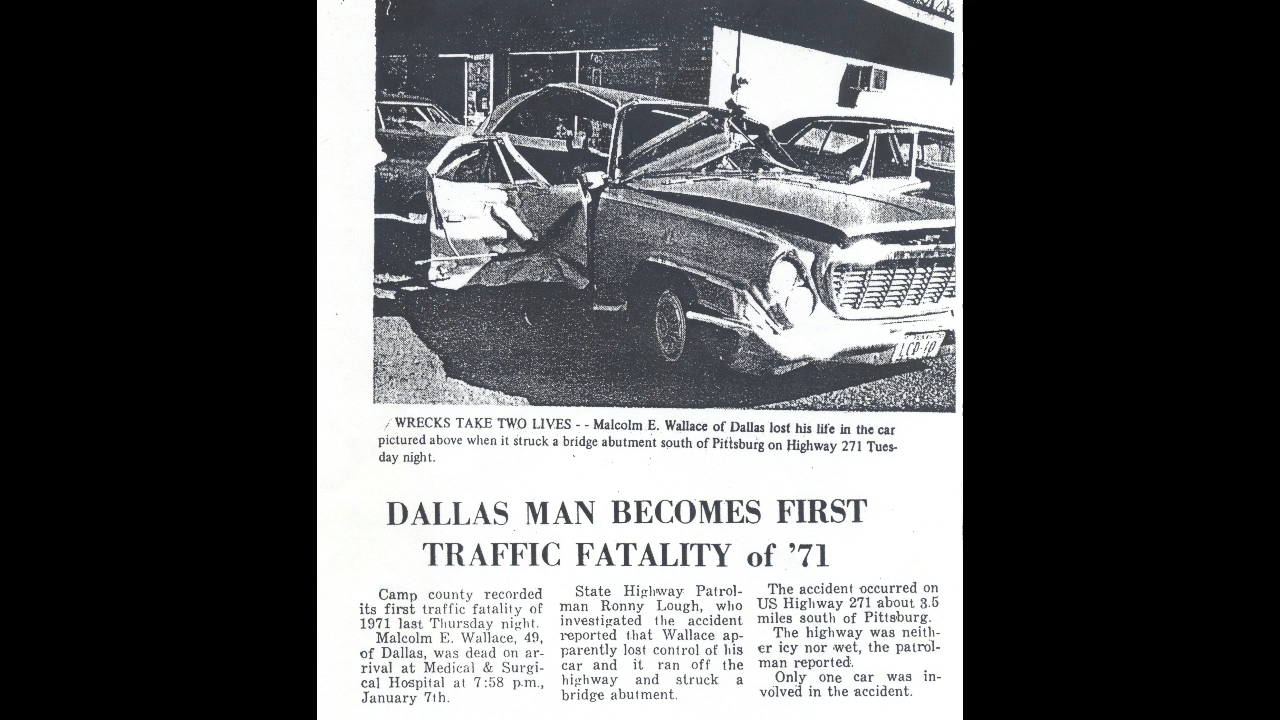 TEXAS
LCD-10
WRECKS TAKE TWO LIVES - - Malcolm E. Wallace of Dallas lost his life in the car
pictured above when it struck a bridge abutment south of Pittsburg on Highway 271 Tues-
day night.
DALLAS MAN BECOMES FIRST
TRAFFIC FATALITY of '71
Camp county recorded
its first traffic fatality of
1971 last Thursday night.
Malcolm E. Wallace, 49,
of Dallas, was dead on ar-
rival at Medical & Surgi-
cal Hospital at 7:58 p.m.,
January 7th.
State Highway Patrol-
man Ronny Lough, who
investigated the accident
reported that Wallace ap-
parently lost control of his
car and it ran off the
highway and struck a
bridge abutment.
The accident occurred on
US Highway 271 about 3.5
miles south of Pittsburg.
The highway was neith-
er icy nor wet, the patrol-
man reported.
Only one car was in-
volved in the accident.